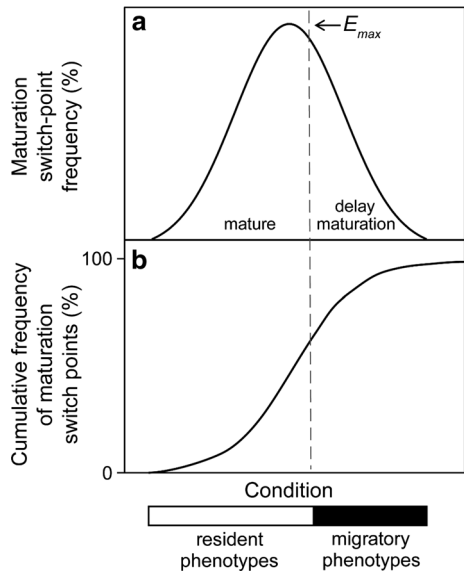 a
E_max
Maturation
switch-point
frequency (%)
mature
delay
maturation
b
100
Cumulative frequency
of maturation
switch points (%)
0
Condition
resident
phenotypes
migratory
phenotypes